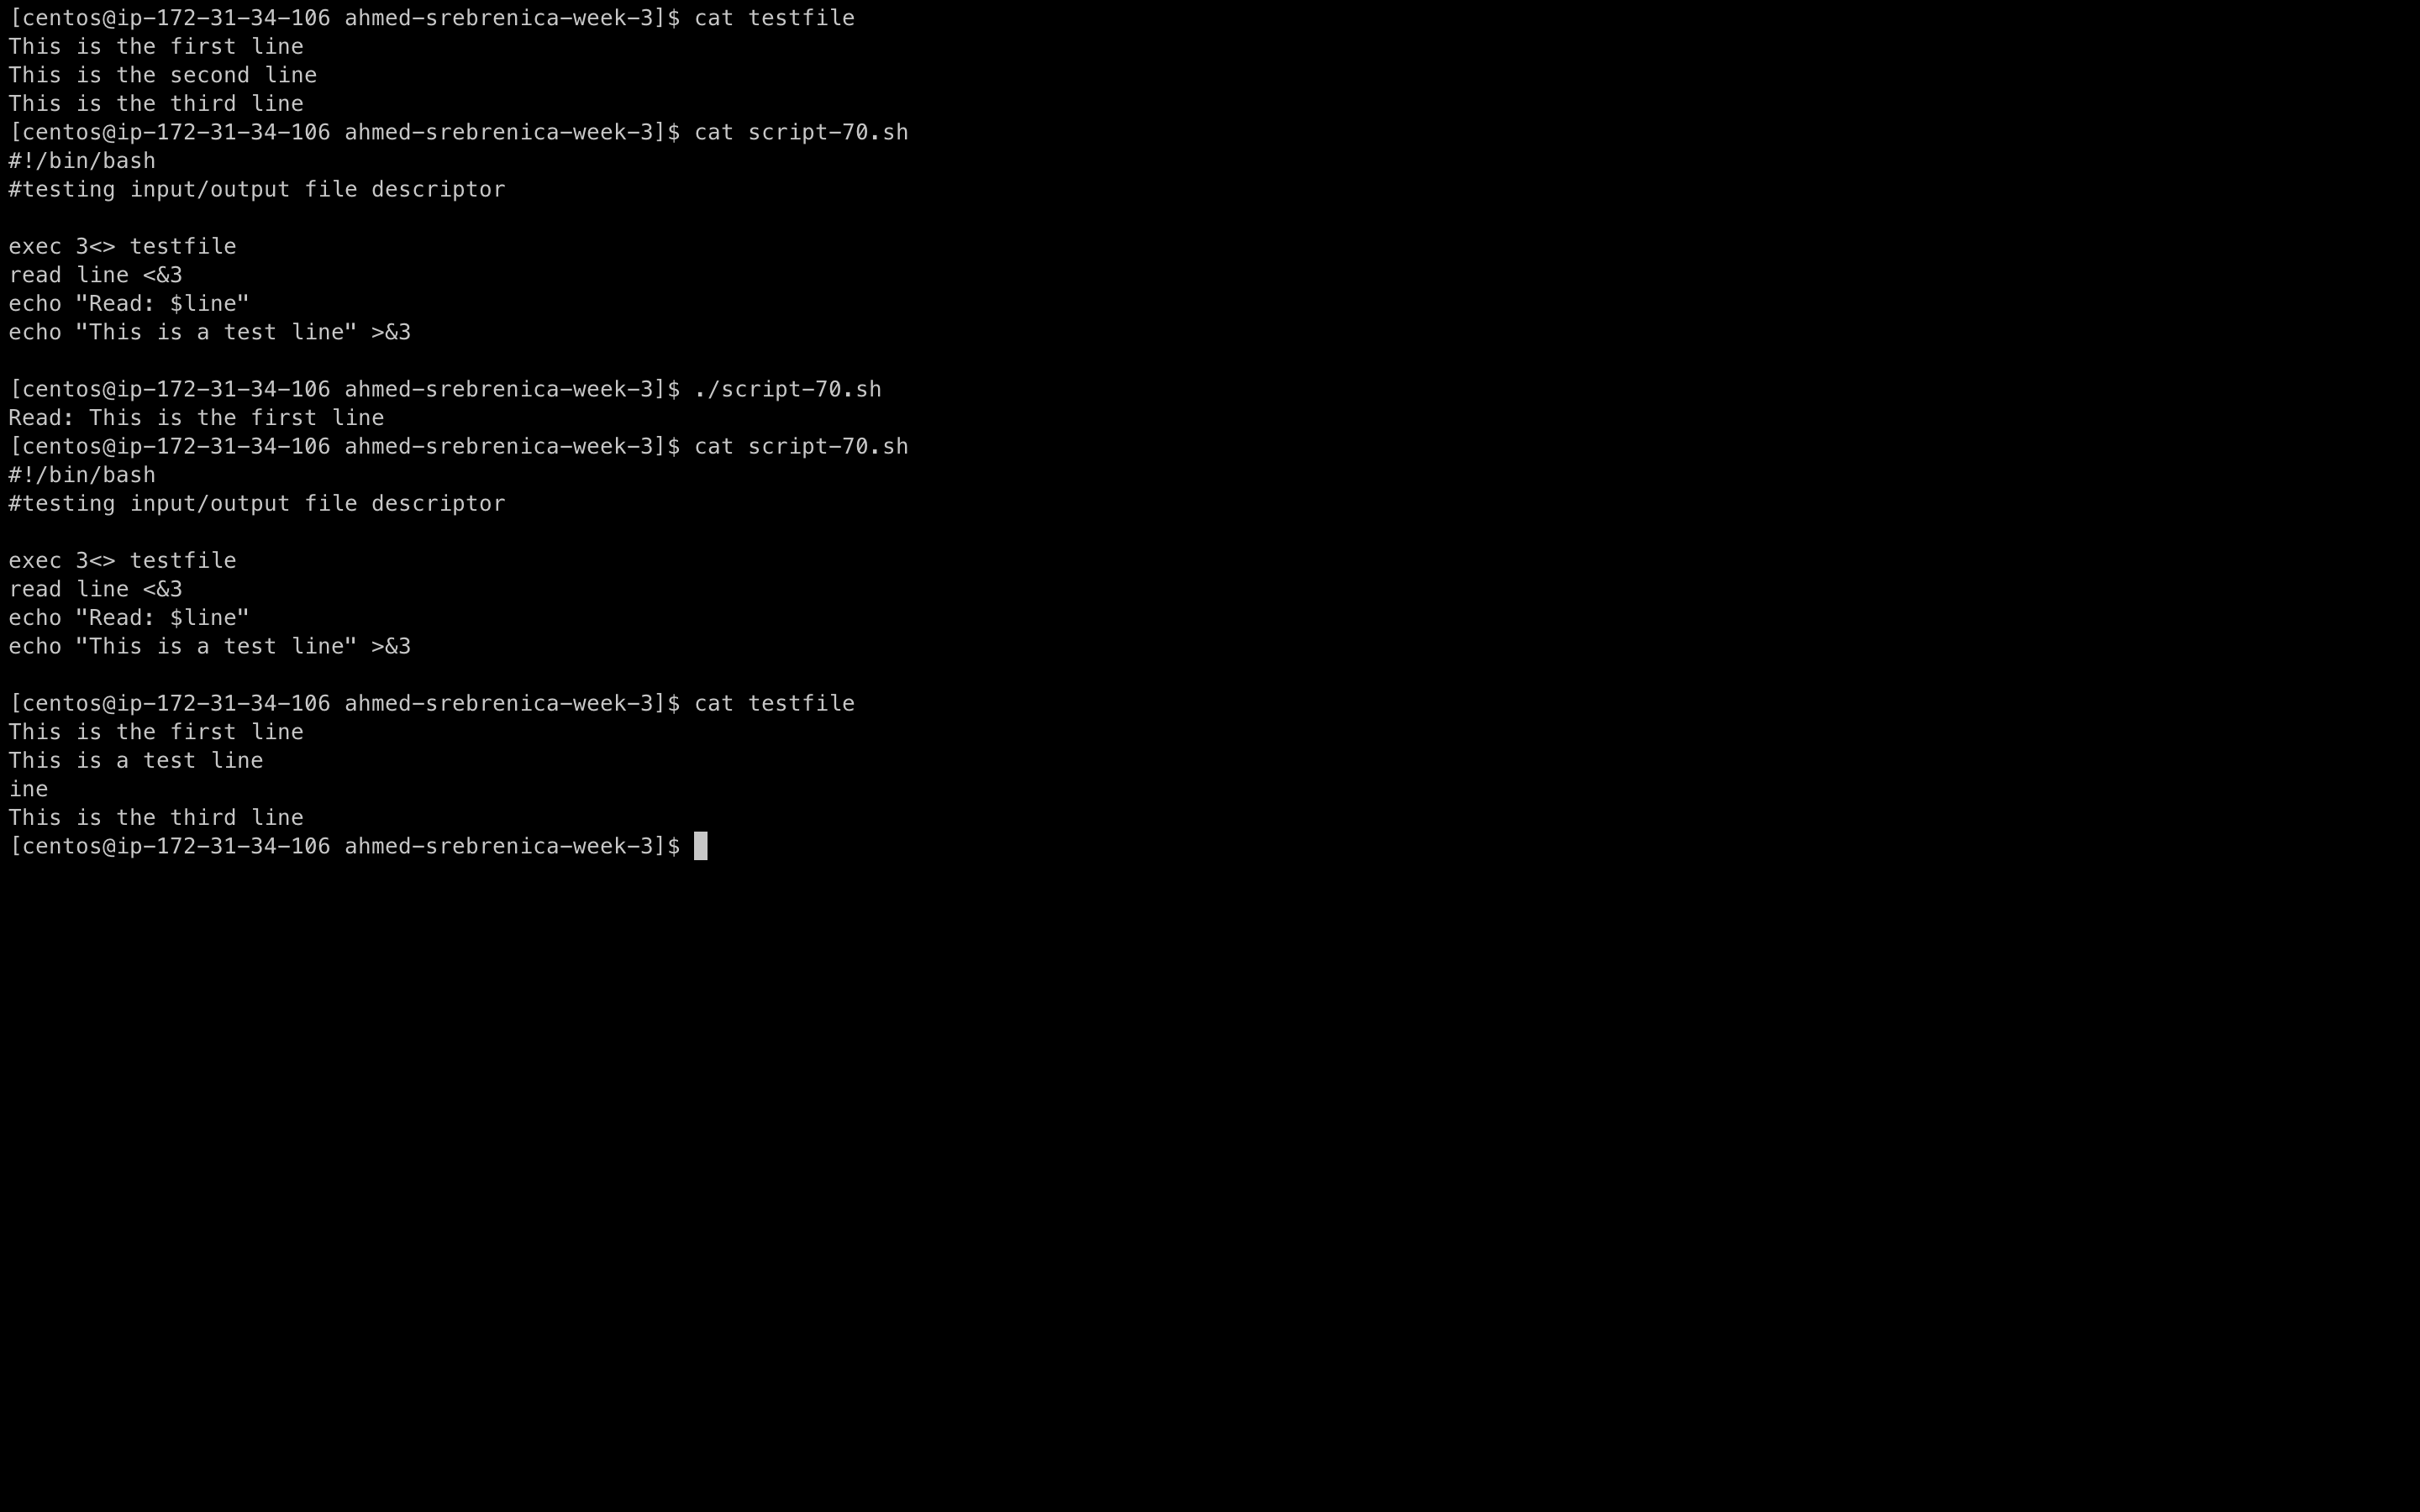 [centos@ip-172-31-34-106 ahmed-srebrenica-week-3]$ cat testfile
This is the first line
This is the second line
This is the third line
[centos@ip-172-31-34-106 ahmed-srebrenica-week-3]$ cat script-70.sh
#!/bin/bash
#testing input/output file descriptor

exec 3<> testfile
read line <&3
echo "Read: $line"
echo "This is a test line" >&3

[centos@ip-172-31-34-106 ahmed-srebrenica-week-3]$ ./script-70.sh
Read: This is the first line
[centos@ip-172-31-34-106 ahmed-srebrenica-week-3]$ cat script-70.sh
#!/bin/bash
#testing input/output file descriptor

exec 3<> testfile
read line <&3
echo "Read: $line"
echo "This is a test line" >&3

[centos@ip-172-31-34-106 ahmed-srebrenica-week-3]$ cat testfile
This is the first line
This is a test line
ine
This is the third line
[centos@ip-172-31-34-106 ahmed-srebrenica-week-3]$